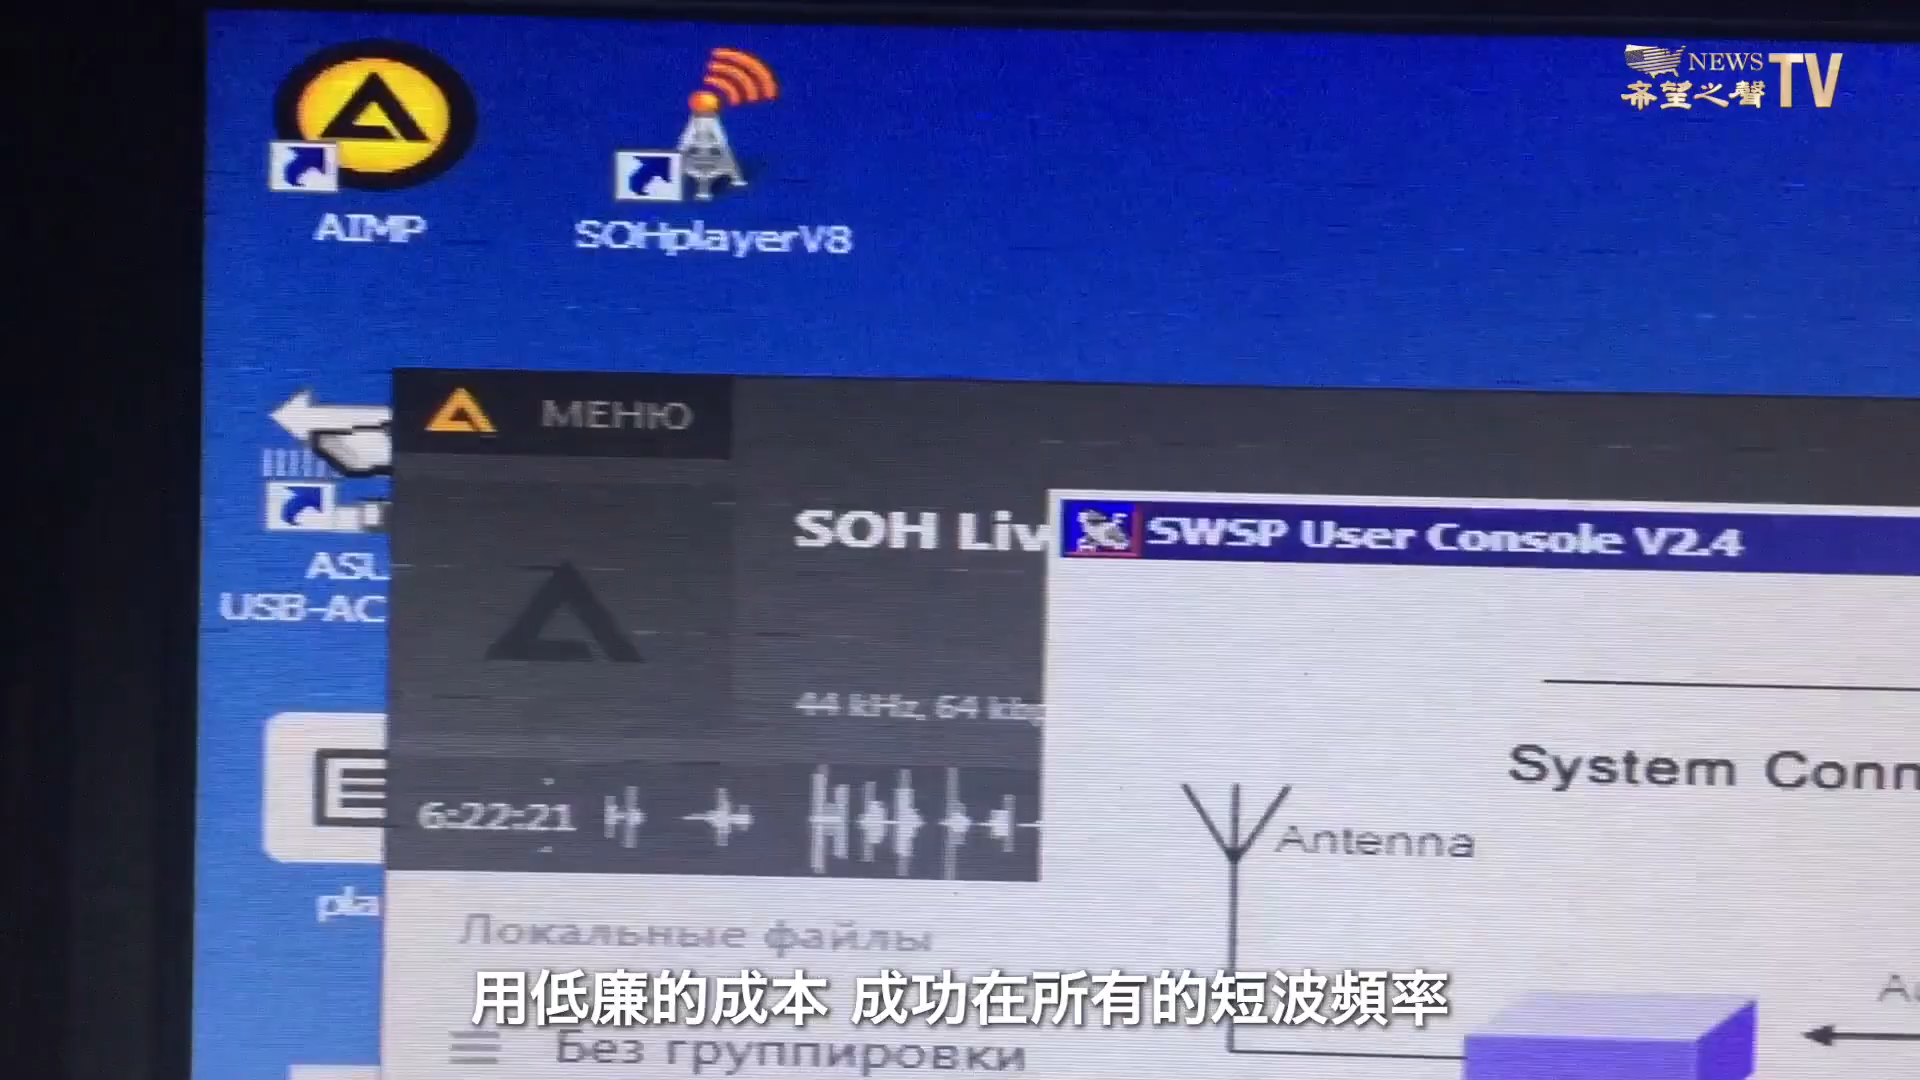 NEWS
希望之聲 TV
AIMP
SOHplayerV8
МЕНЮ
SOH Liv
SWSP User Console V2.4
ASU
USB-AC
44 kHz, 64 kbp
System Conn
6:22:21
Antenna
pla
Локальные файлы
用低廉的成本 成功在所有的短波頻率
Без группировки